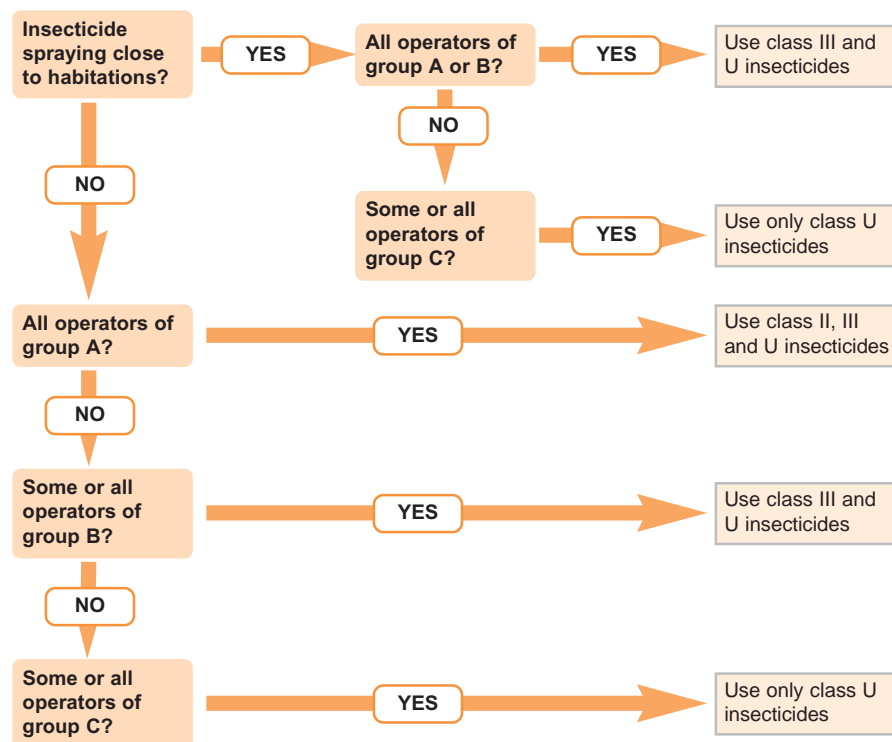 Insecticide
spraying close
to habitations?
YES
All operators of
group A or B?
YES
Use class III and
U insecticides
NO
NO
Some or all
operators of
group C?
YES
Use only class U
insecticides
All operators of
group A?
YES
Use class II, III
and U insecticides
NO
Some or all
operators of
group B?
YES
Use class III and
U insecticides
NO
Some or all
operators of
group C?
YES
Use only class U
insecticides